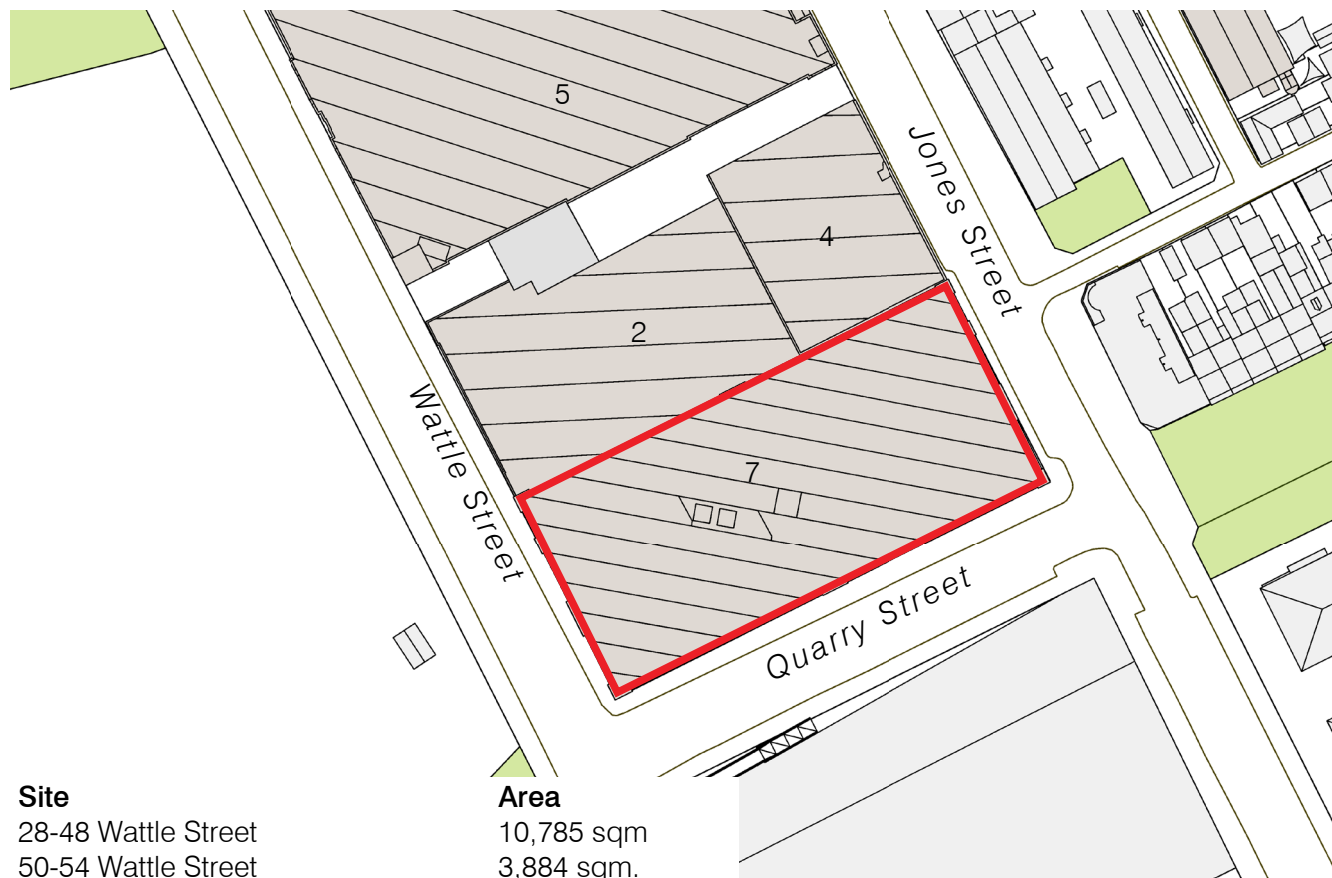 5
Jones Street
4
2
Wattle Street
7
Quarry Street
Site Area
28-48 Wattle Street 10,785 sqm
50-54 Wattle Street 3,884 sqm.